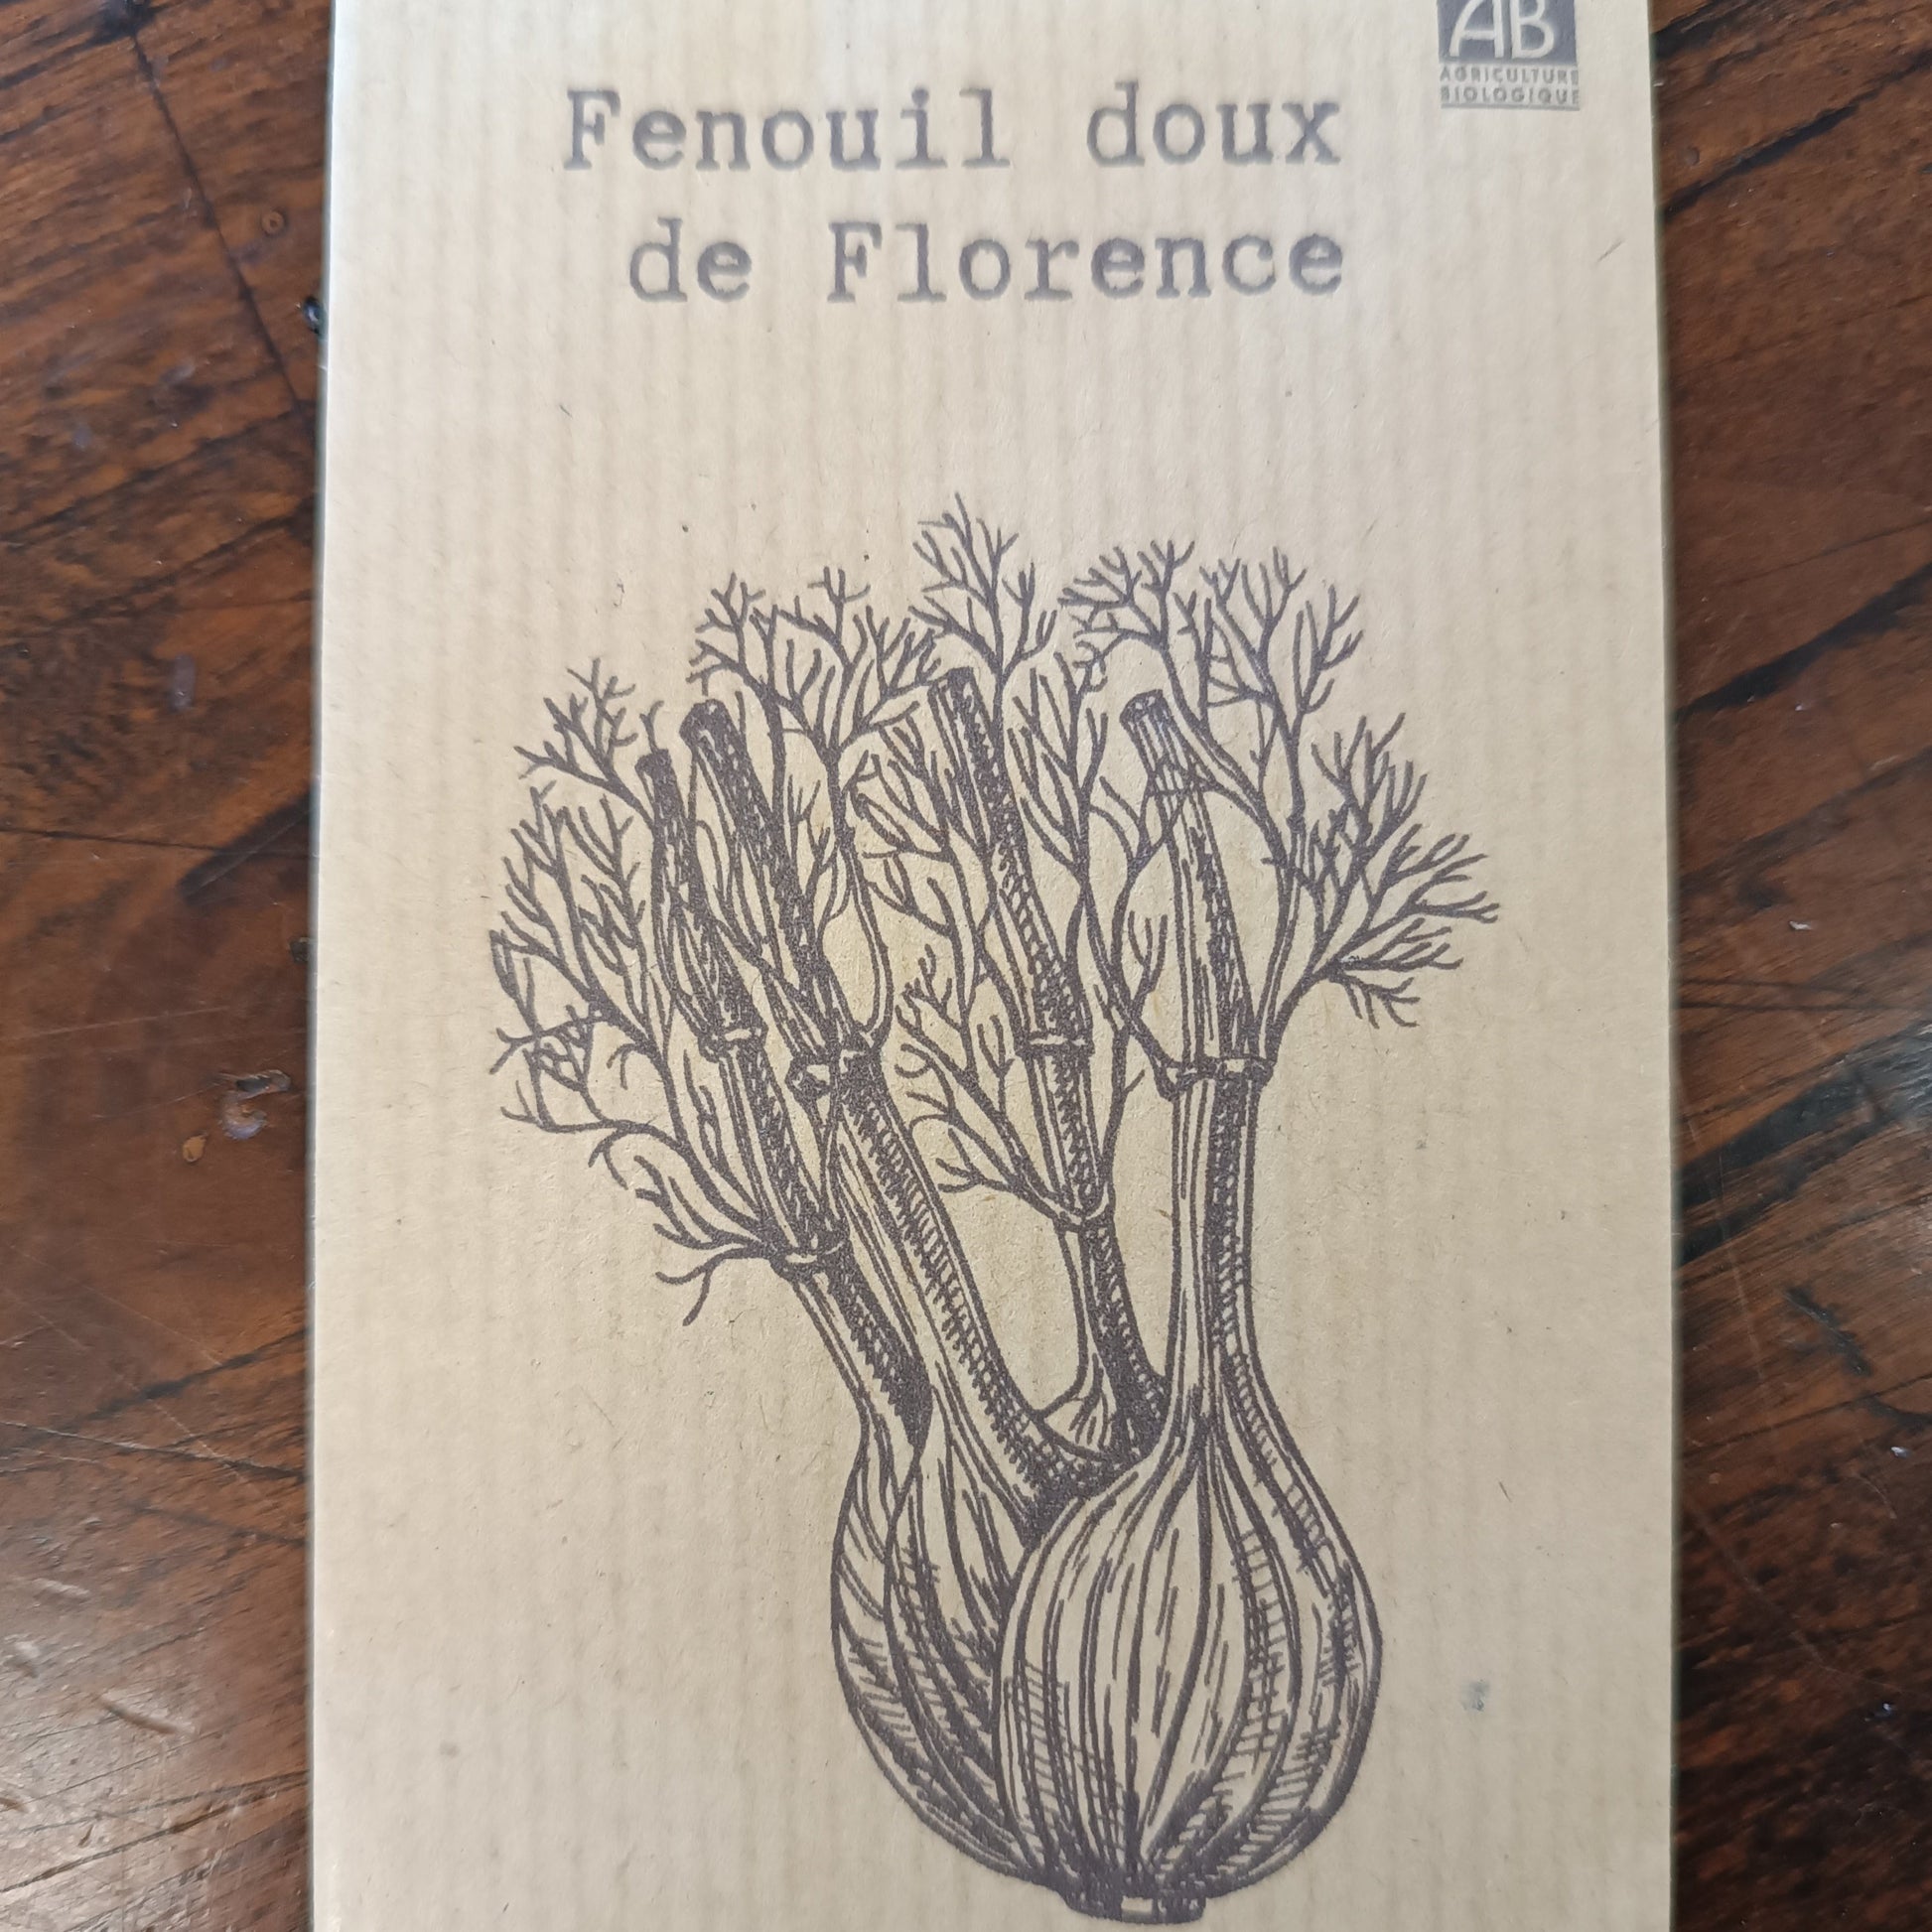 AB
AGRICULTURE
BIOLOGIQUE
Fenouil doux
de Florence